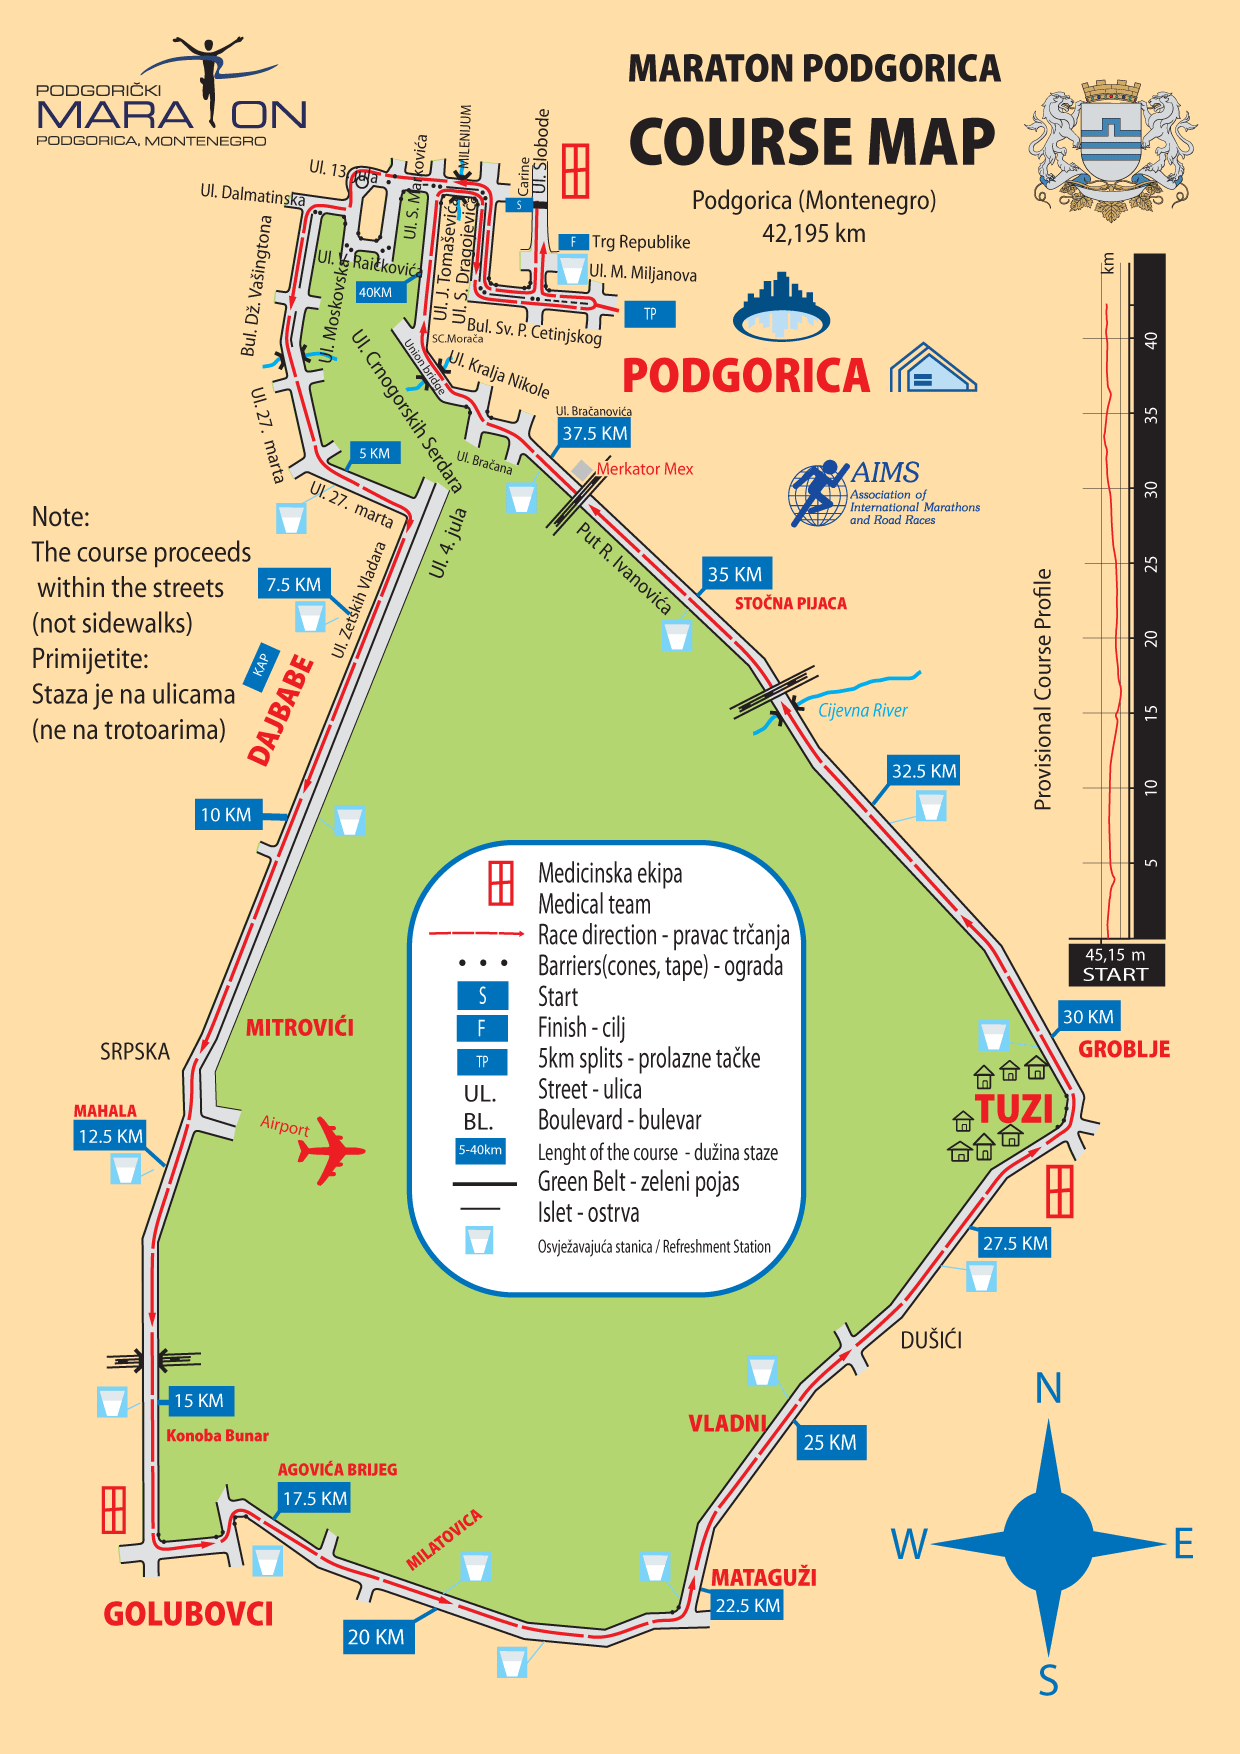 PODGORIČKI
MARATON
PODGORICA, MONTENEGRO
MARATON PODGORICA
COURSE MAP
Podgorica (Montenegro)
42,195 km
MILENIJUM
Carine
Ul. Slobode
Ul. 13. jula
Ul. S. Markovića
Ul. Dalmatinska
S
F
Trg Republike
Ul. M. Miljanova
TP
Ul. V. Raičkovića
40KM
Ul. J. Tomaševića
Ul. S. Dragojevića
Bul. Sv. P. Cetinjskog
Bul. Dž. Vašingtona
Ul. Moskovska
SC.Morača
Union bridge
Ul. Kralja Nikole
Ul. Crnogorskih Serdara
PODGORICA
Ul. Bračanovića
37.5 KM
Ul. Bračana
Merkator Mex
Ul. 27. marta
5 KM
Ul. 27. marta
Ul. 4. jula
Put R. Ivanovića
AIMS
Association of
International Marathons
and Road Races
Note:
The course proceeds
within the streets
(not sidewalks)
Primijetite:
Staza je na ulicama
(ne na trotoarima)
7.5 KM
Ul. Zetskih Vladara
KAP
DAJBABE
35 KM
STOČNA PIJACA
Cijevna River
32.5 KM
10 KM
km
40
35
30
25
20
15
10
5
Provisional Course Profile
45,15 m
START
Medicinska ekipa
Medical team
Race direction - pravac trčanja
Barriers(cones, tape) - ograda
S Start
F Finish - cilj
TP 5km splits - prolazne tačke
UL. Street - ulica
BL. Boulevard - bulevar
5-40km Lenght of the course - dužina staze
Green Belt - zeleni pojas
Islet - ostrva
Osvježavajuća stanica / Refreshment Station
30 KM
GROBLJE
TUZI
MITROVIĆI
SRPSKA
MAHALA
12.5 KM
Airport
27.5 KM
DUŠIĆI
15 KM
Konoba Bunar
VLADNI
25 KM
AGOVIĆA BRIJEG
17.5 KM
MILATOVICA
GOLUBOVCI
20 KM
MATAGUŽI
22.5 KM
N
W
E
S